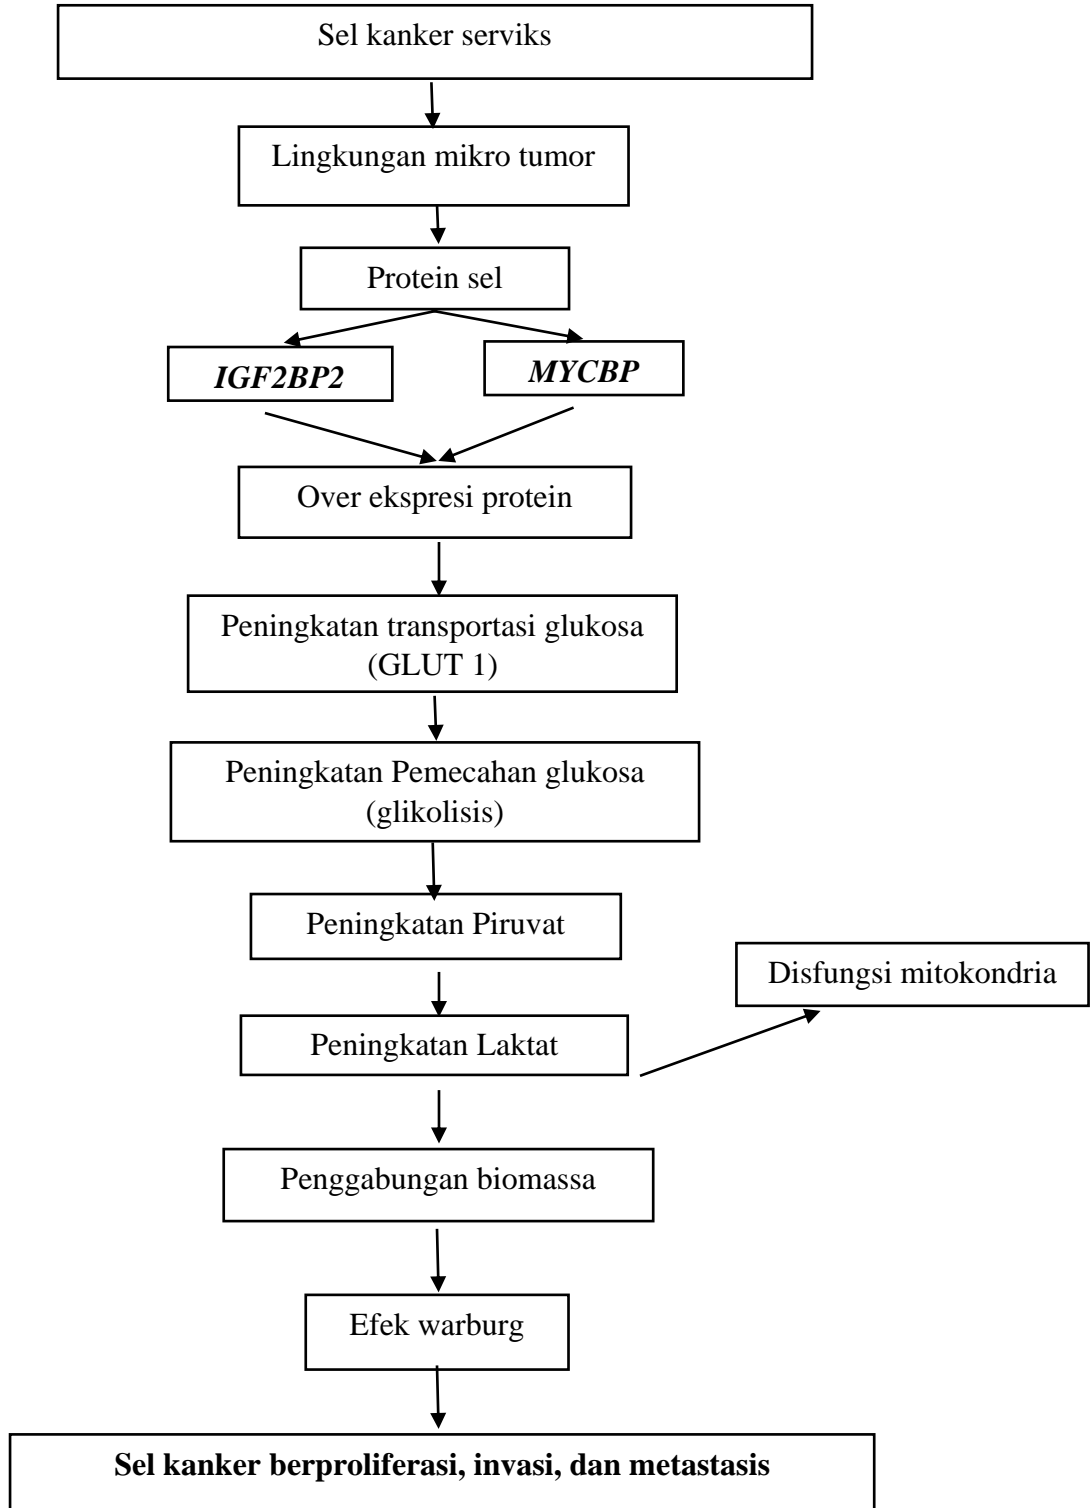 Sel kanker serviks
Lingkungan mikro tumor
Protein sel
IGF2BP2
MYCBP
Over ekspresi protein
Peningkatan transportasi glukosa
(GLUT 1)
Peningkatan Pemecahan glukosa
(glikolisis)
Peningkatan Piruvat
Disfungsi mitokondria
Peningkatan Laktat
Penggabungan biomassa
Efek warburg
Sel kanker berproliferasi, invasi, dan metastasis